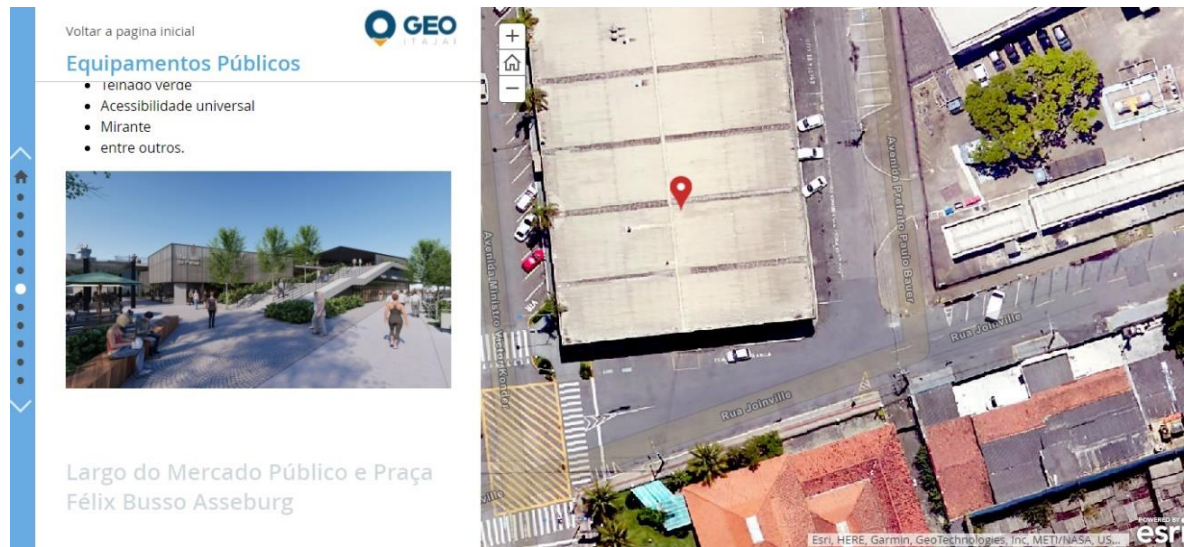 Voltar a pagina inicial
GEO
ITAJAÍ
Equipamentos Públicos
Telhado verde
Acessibilidade universal
Mirante
entre outros.
Largo do Mercado Público e Praça
Félix Busso Asseburg
+
−
Avenida Ministro Victor Konder
Avenida Prefeito Paulo Bauer
Rua Joinville
Rua Joinville
ville
Esri, HERE, Garmin, GeoTechnologies, Inc, METI/NASA, US...
POWERED BY
esri